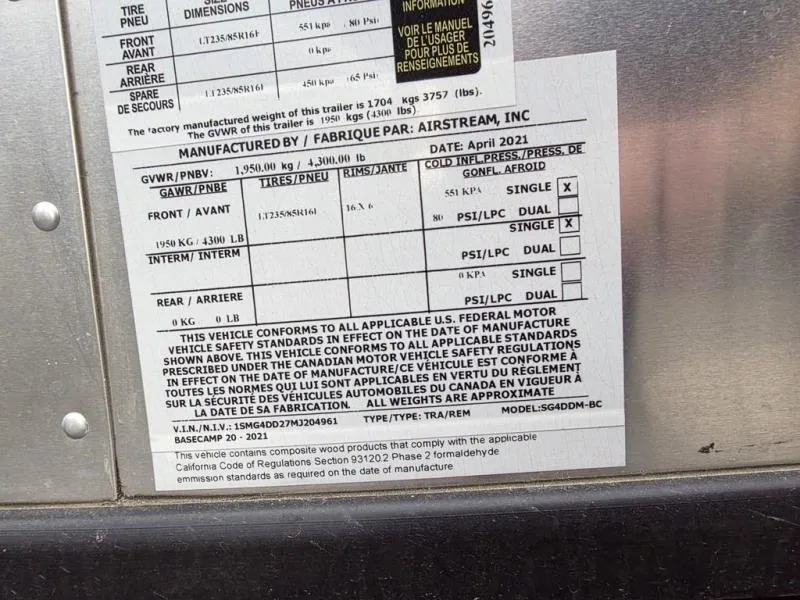 TIRE
PNEU
DIMENSIONS
INFORMATION
FRONT
AVANT
LT235/85R16F
551 kpa , 80 Psi
REAR
ARRIÈRE
0 kpa
SPARE
DE SECOURS
LT235/85R16F
450 kpa 65 Psi
VOIR LE MANUEL
DE L'USAGER
POUR PLUS DE
RENSEIGNEMENTS
20496
The factory manufactured weight of this trailer is 1704 kgs 3757 (lbs).
The GVWR of this trailer is 1950 kgs (4300 lbs).
MANUFACTURED BY / FABRIQUE PAR: AIRSTREAM, INC
GVWR/PNBV: 1,950.00 kg / 4,300.00 lb DATE: April 2021
GAWR/PNBE TIRES/PNEU RIMS/JANTE COLD INFL.PRESS./PRESS. DE
GONFL. AFROID
FRONT / AVANT LT235/85R16F 16 X 6 551 KPA SINGLE X
1950 KG / 4300 LB 80 PSI/LPC DUAL
INTERM/ INTERM SINGLE X
PSI/LPC DUAL
REAR / ARRIERE 0 KPA SINGLE
0 KG 0 LB PSI/LPC DUAL
THIS VEHICLE CONFORMS TO ALL APPLICABLE U.S. FEDERAL MOTOR
VEHICLE SAFETY STANDARDS IN EFFECT ON THE DATE OF MANUFACTURE
SHOWN ABOVE. THIS VEHICLE CONFORMS TO ALL APPLICABLE STANDARDS
PRESCRIBED UNDER THE CANADIAN MOTOR VEHICLE SAFETY REGULATIONS
IN EFFECT ON THE DATE OF MANUFACTURE/CE VÉHICULE EST CONFORME À
TOUTES LES NORMES QUI LUI SONT APPLICABLES EN VERTU DU RÈGLEMENT
SUR LA SÉCURITÉ DES VÉHICULES AUTOMOBILES DU CANADA EN VIGUEUR À
LA DATE DE SA FABRICATION. ALL WEIGHTS ARE APPROXIMATE
V.I.N./N.I.V.: 1SMG4DD27MJ204961 TYPE/TYPE: TRA/REM MODEL:SG4DDM-BC
BASECAMP 20 - 2021
This vehicle contains composite wood products that comply with the applicable
California Code of Regulations Section 93120.2 Phase 2 formaldehyde
emmission standards as required on the date of manufacture